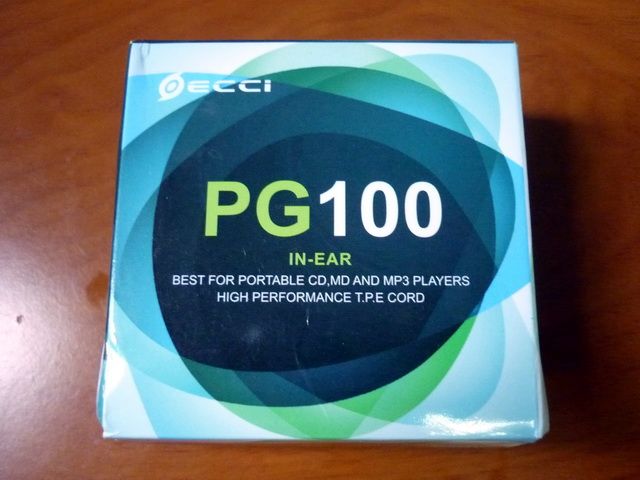 ECCI
PG100
IN-EAR
BEST FOR PORTABLE CD,MD AND MP3 PLAYERS
HIGH PERFORMANCE T.P.E CORD